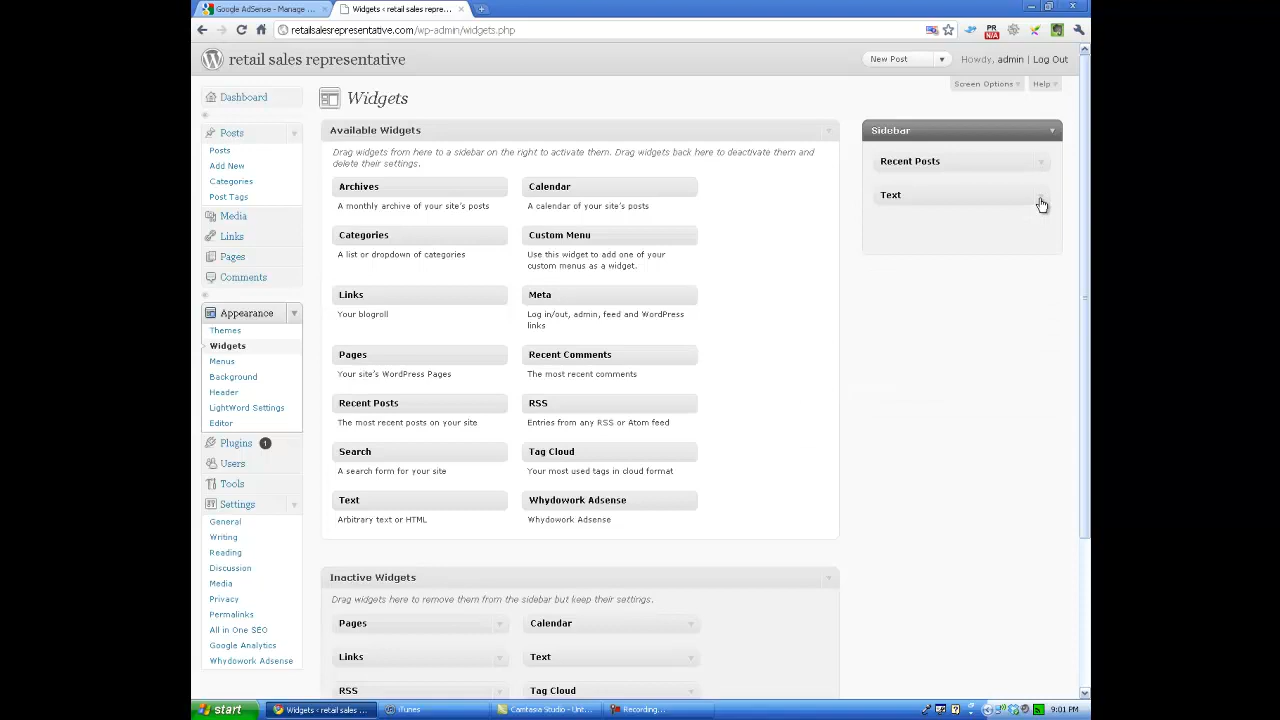 Google AdSense - Manage ...
Widgets < retail sales repre...
retailsalesrepresentative.com/wp-admin/widgets.php
PR
N/A
retail sales representative
New Post
Howdy, admin | Log Out
Screen Options
Help
Dashboard
Widgets
Posts
Posts
Add New
Categories
Post Tags
Media
Links
Pages
Comments
Appearance
Themes
Widgets
Menus
Background
Header
LightWord Settings
Editor
Plugins 1
Users
Tools
Settings
General
Writing
Reading
Discussion
Media
Privacy
Permalinks
All in One SEO
Google Analytics
Whydowork Adsense
Available Widgets
Drag widgets from here to a sidebar on the right to activate them. Drag widgets back here to deactivate them and
delete their settings.
Archives
A monthly archive of your site's posts
Calendar
A calendar of your site's posts
Categories
A list or dropdown of categories
Custom Menu
Use this widget to add one of your
custom menus as a widget.
Links
Your blogroll
Meta
Log in/out, admin, feed and WordPress
links
Pages
Your site's WordPress Pages
Recent Comments
The most recent comments
Recent Posts
The most recent posts on your site
RSS
Entries from any RSS or Atom feed
Search
A search form for your site
Tag Cloud
Your most used tags in cloud format
Text
Arbitrary text or HTML
Whydowork Adsense
Whydowork Adsense
Inactive Widgets
Drag widgets here to remove them from the sidebar but keep their settings.
Pages
Calendar
Links
Text
RSS
Tag Cloud
Sidebar
Recent Posts
Text
start
Widgets < retail sales ...
iTunes
Camtasia Studio - Unt...
Recording...
9:01 PM